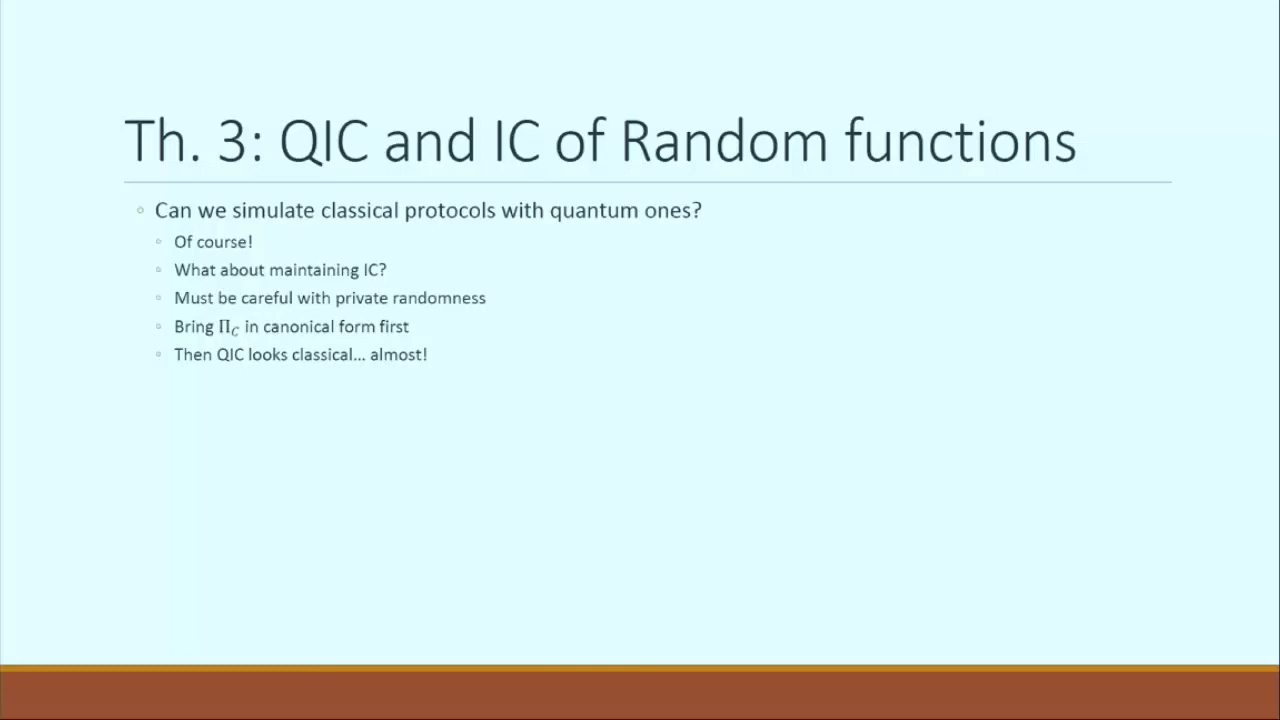 Th. 3: QIC and IC of Random functions
◦ Can we simulate classical protocols with quantum ones?
◦ Of course!
◦ What about maintaining IC?
◦ Must be careful with private randomness
◦ Bring Π_C in canonical form first
◦ Then QIC looks classical… almost!